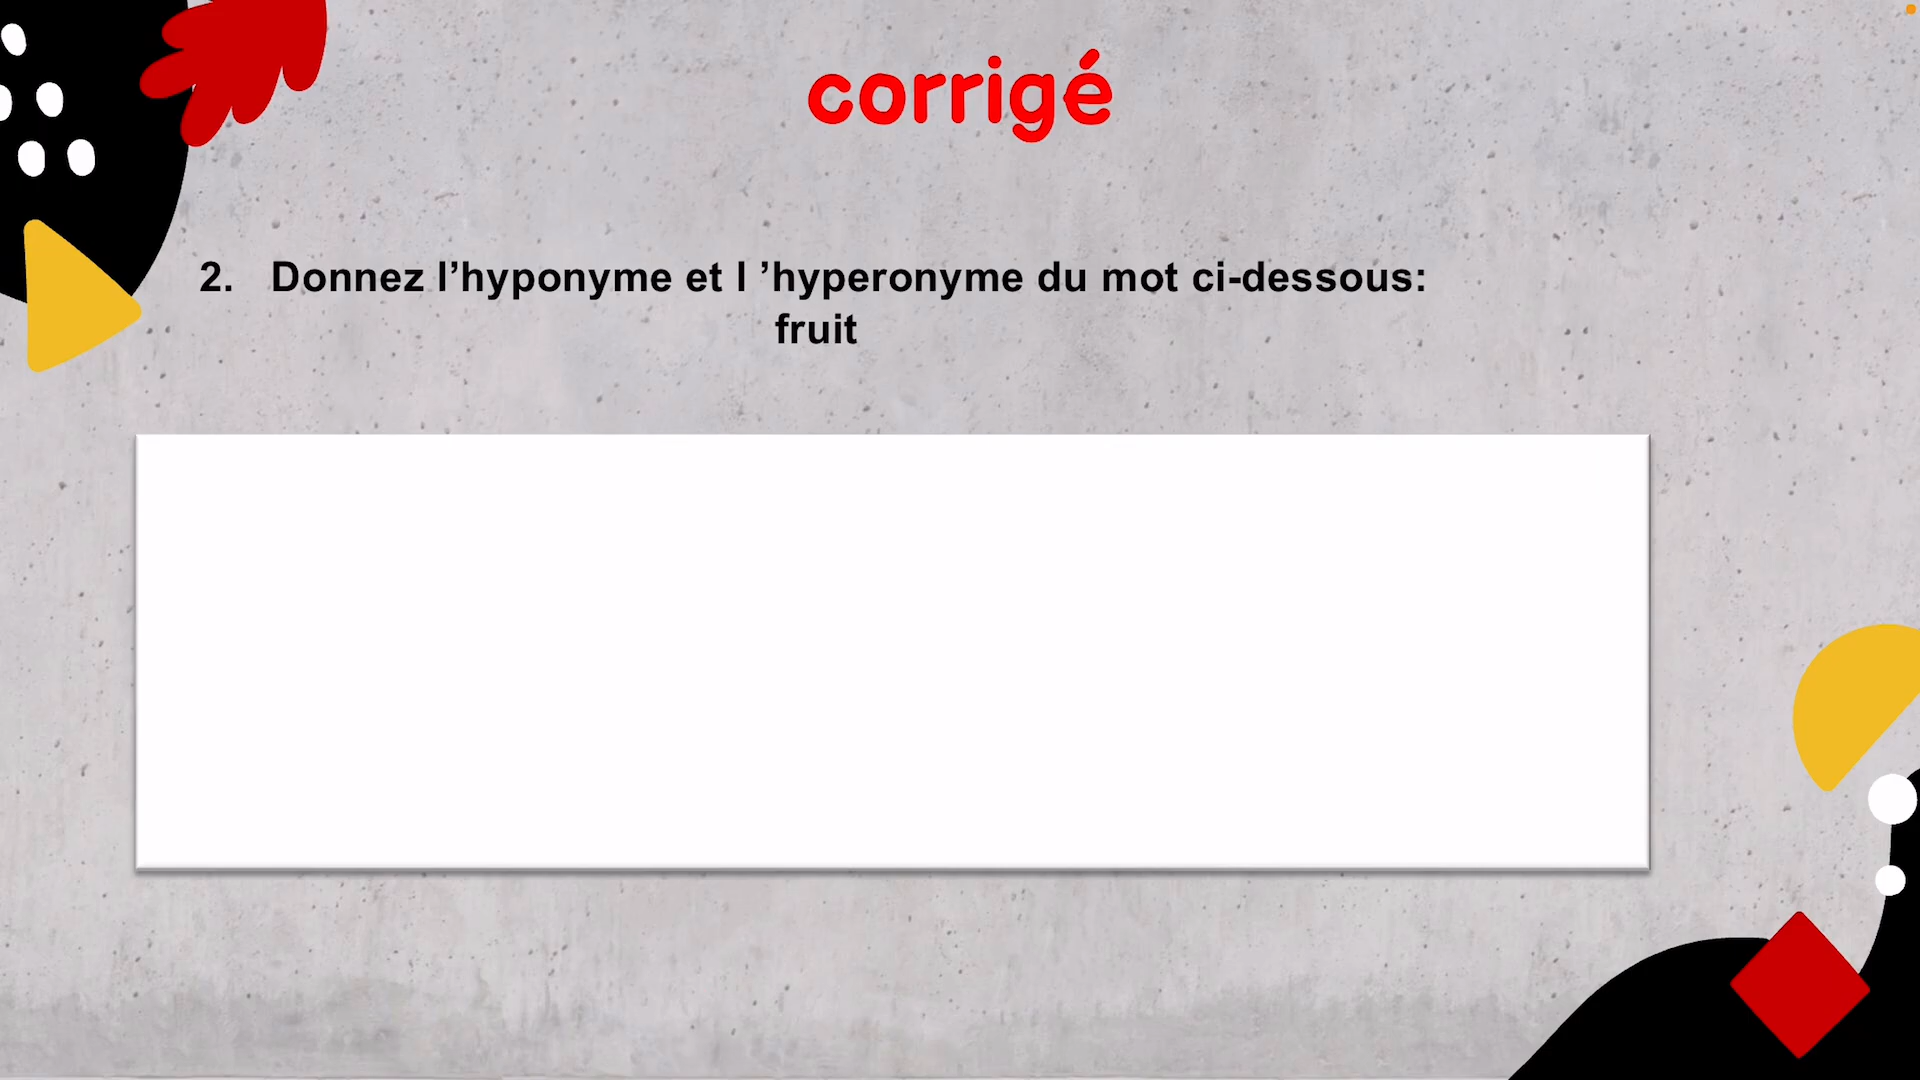 corrigé
2. Donnez l’hyponyme et l ’hyperonyme du mot ci-dessous:
fruit